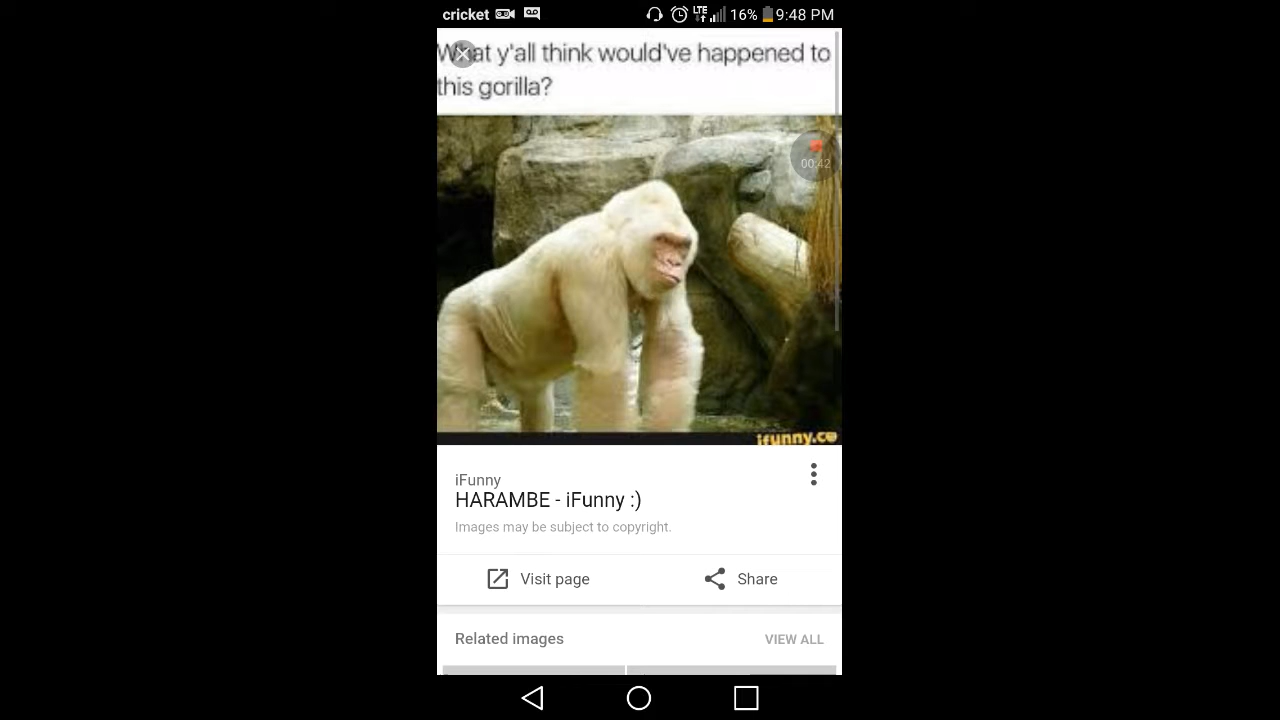 cricket LTE 16% 9:48 PM
What y'all think would've happened to
this gorilla?
00:42
ifunny.co
iFunny
HARAMBE - iFunny :)
Images may be subject to copyright.
Visit page Share
Related images VIEW ALL